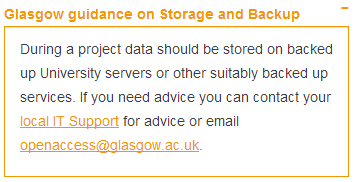 Glasgow guidance on Storage and Backup
During a project data should be stored on backed
up University servers or other suitably backed up
services. If you need advice you can contact your
local IT Support for advice or email
openaccess@glasgow.ac.uk.